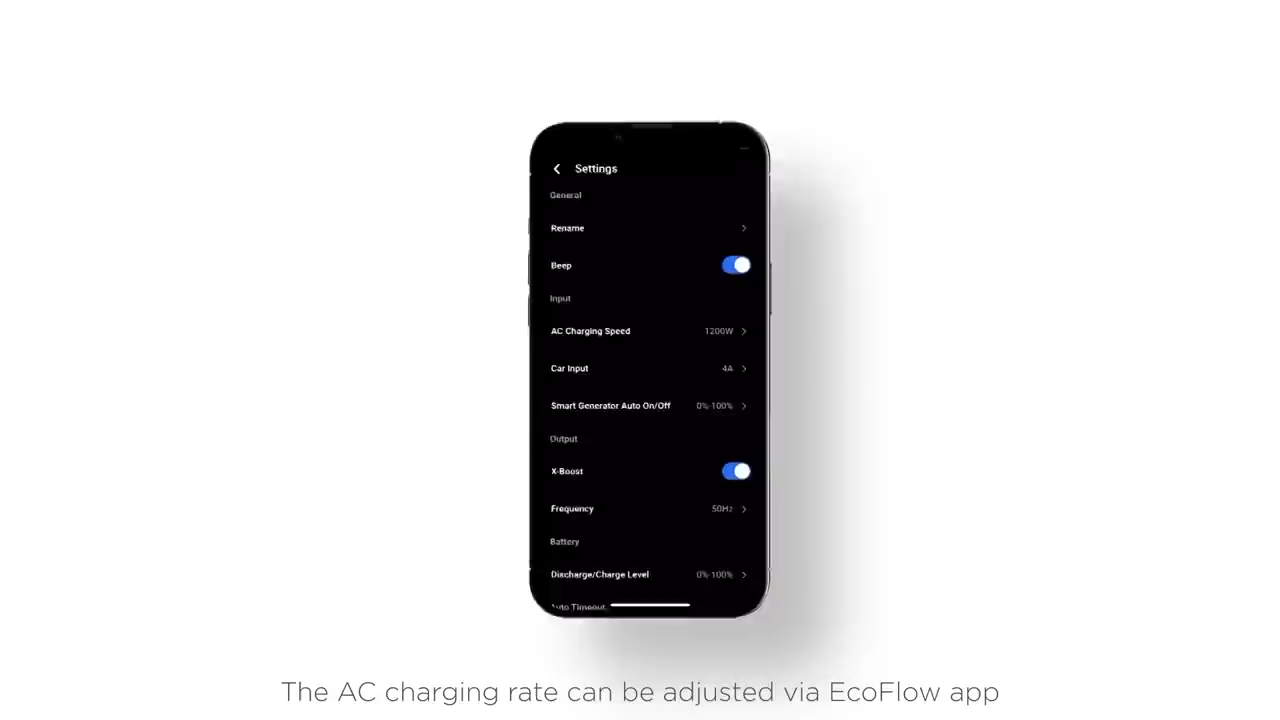 Settings
General
Rename
Beep
Input
AC Charging Speed 1200W
Car Input 4A
Smart Generator Auto On/Off 0%-100%
Output
X-Boost
Frequency 50Hz
Battery
Discharge/Charge Level 0%-100%
Auto Timeout
The AC charging rate can be adjusted via EcoFlow app